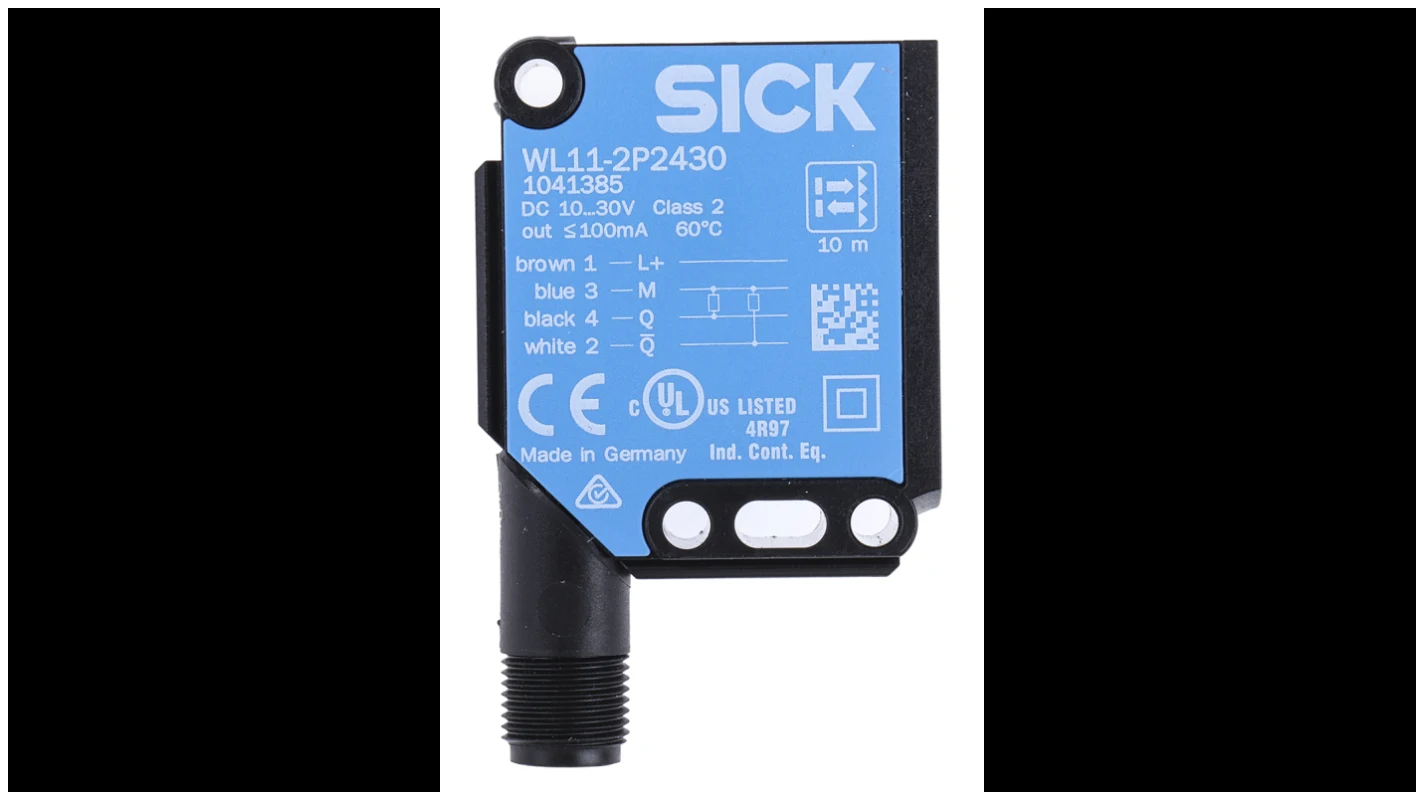 SICK
WL11-2P2430
1041385
DC 10...30V Class 2
out ≤100mA 60°C
10 m
brown 1 — L+
blue 3 — M
black 4 — Q
white 2 — Q̅
CE
C UL US LISTED
4R97
Ind. Cont. Eq.
Made in Germany